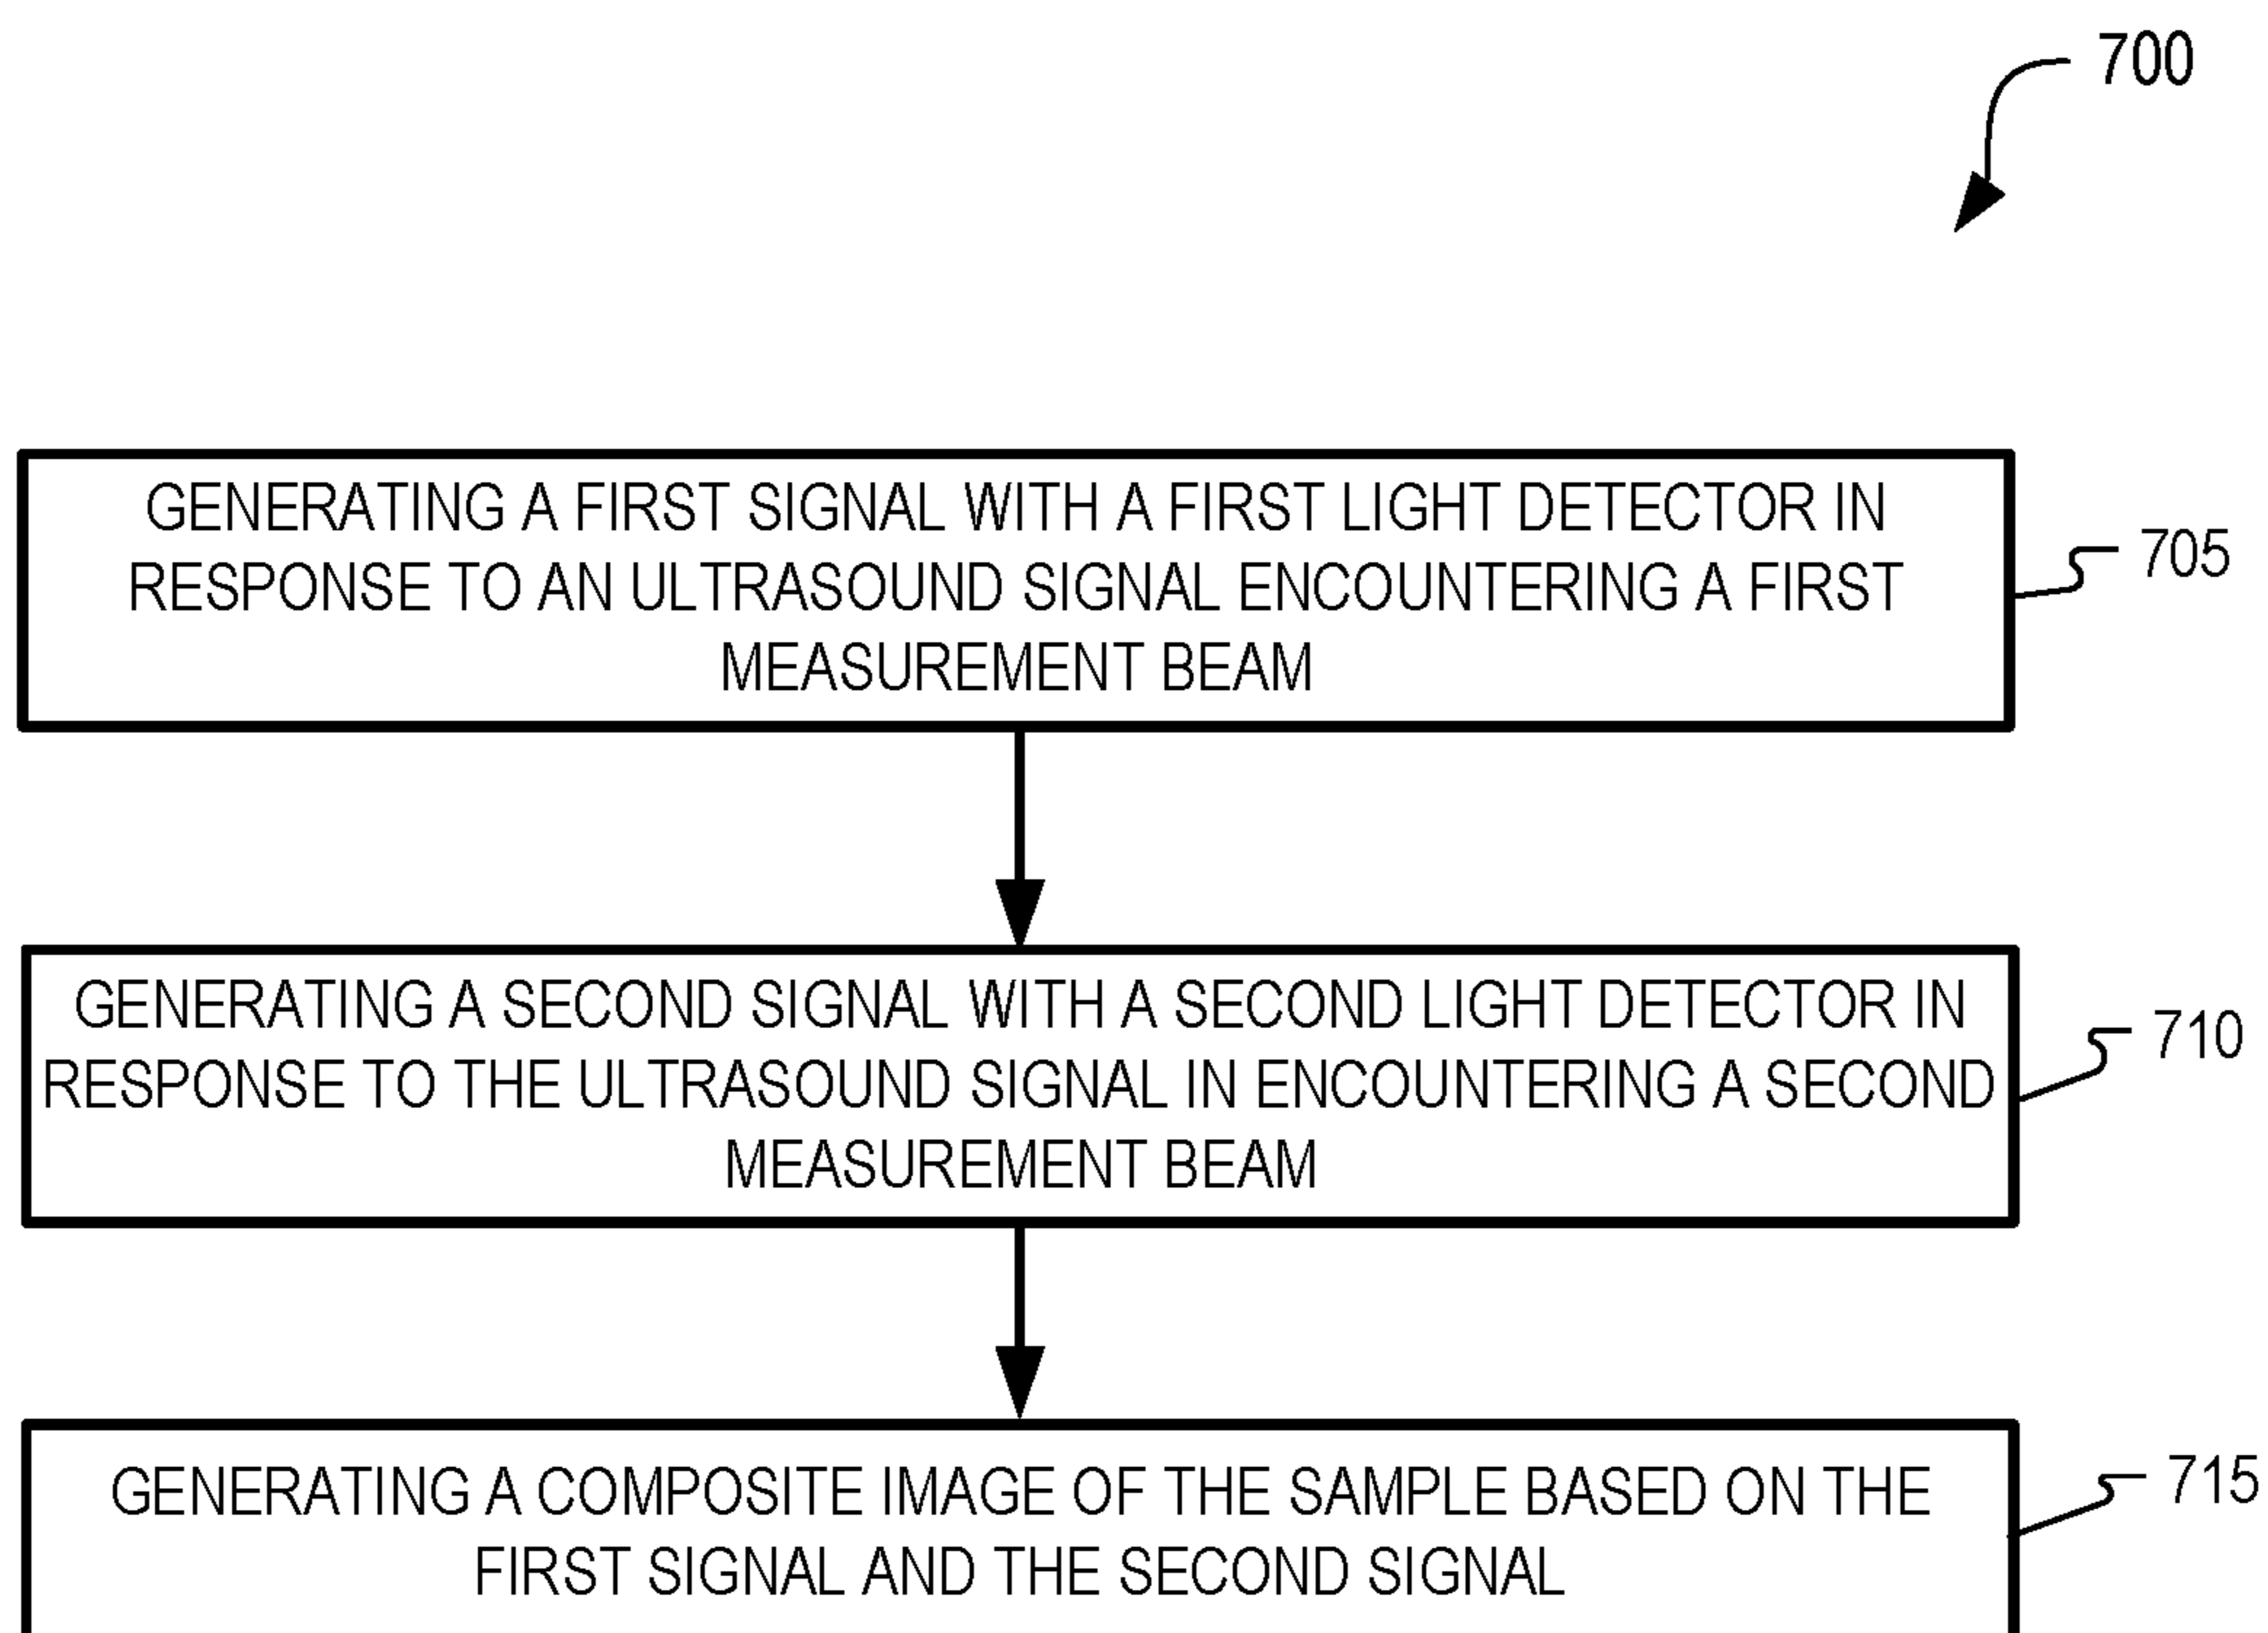 700
GENERATING A FIRST SIGNAL WITH A FIRST LIGHT DETECTOR IN
RESPONSE TO AN ULTRASOUND SIGNAL ENCOUNTERING A FIRST
MEASUREMENT BEAM
705
GENERATING A SECOND SIGNAL WITH A SECOND LIGHT DETECTOR IN
RESPONSE TO THE ULTRASOUND SIGNAL IN ENCOUNTERING A SECOND
MEASUREMENT BEAM
710
GENERATING A COMPOSITE IMAGE OF THE SAMPLE BASED ON THE
FIRST SIGNAL AND THE SECOND SIGNAL
715